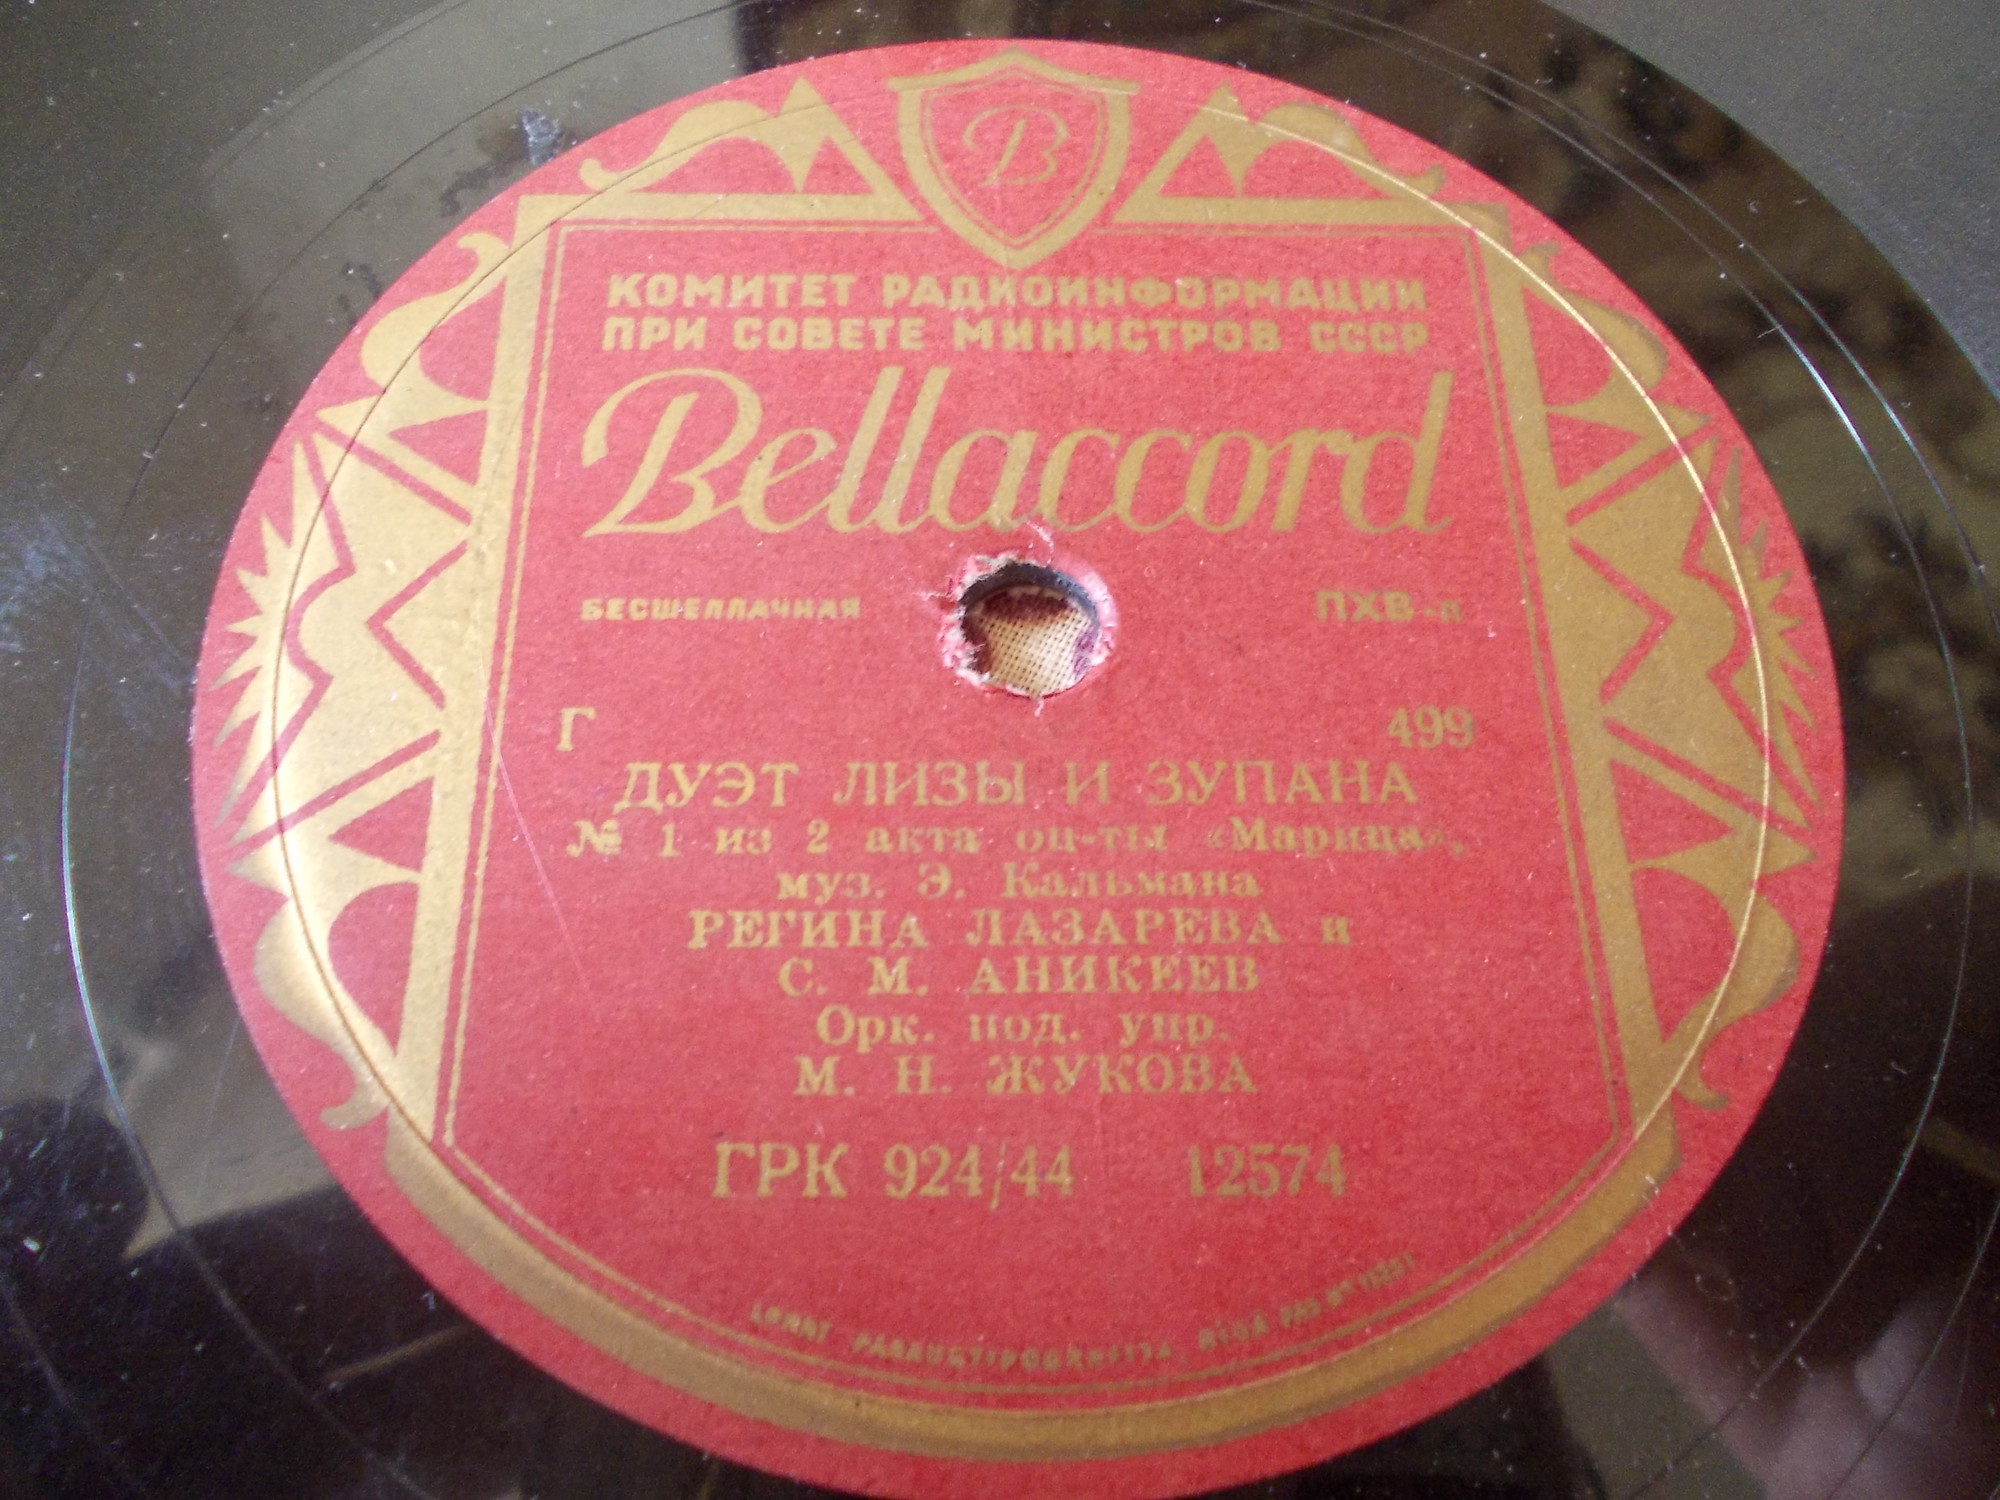 В
КОМИТЕТ РАДИОИНФОРМАЦИИ
ПРИ СОВЕТЕ МИНИСТРОВ СССР
Bellaccord
БЕСШЕЛЛАЧНАЯ ПХВ-п
Г 499
ДУЭТ ЛИЗЫ И ЗУПАНА
№ 1 из 2 акта оп-ты «Марица»,
муз. Э. Кальмана
РЕГИНА ЛАЗАРЕВА и
С. М. АНИКЕЕВ
Орк. под. упр.
М. Н. ЖУКОВА
ГРК 924/44 12574